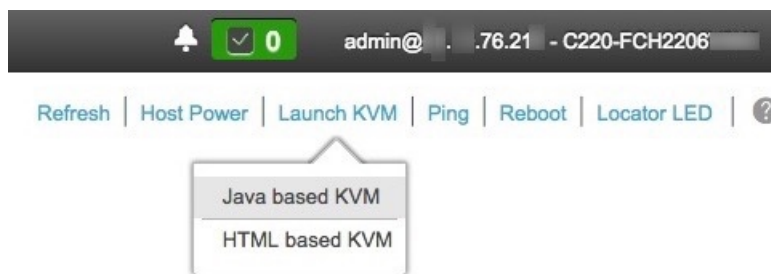 0 admin@ . .76.21 - C220-FCH2206
Refresh | Host Power | Launch KVM | Ping | Reboot | Locator LED | ?
Java based KVM
HTML based KVM